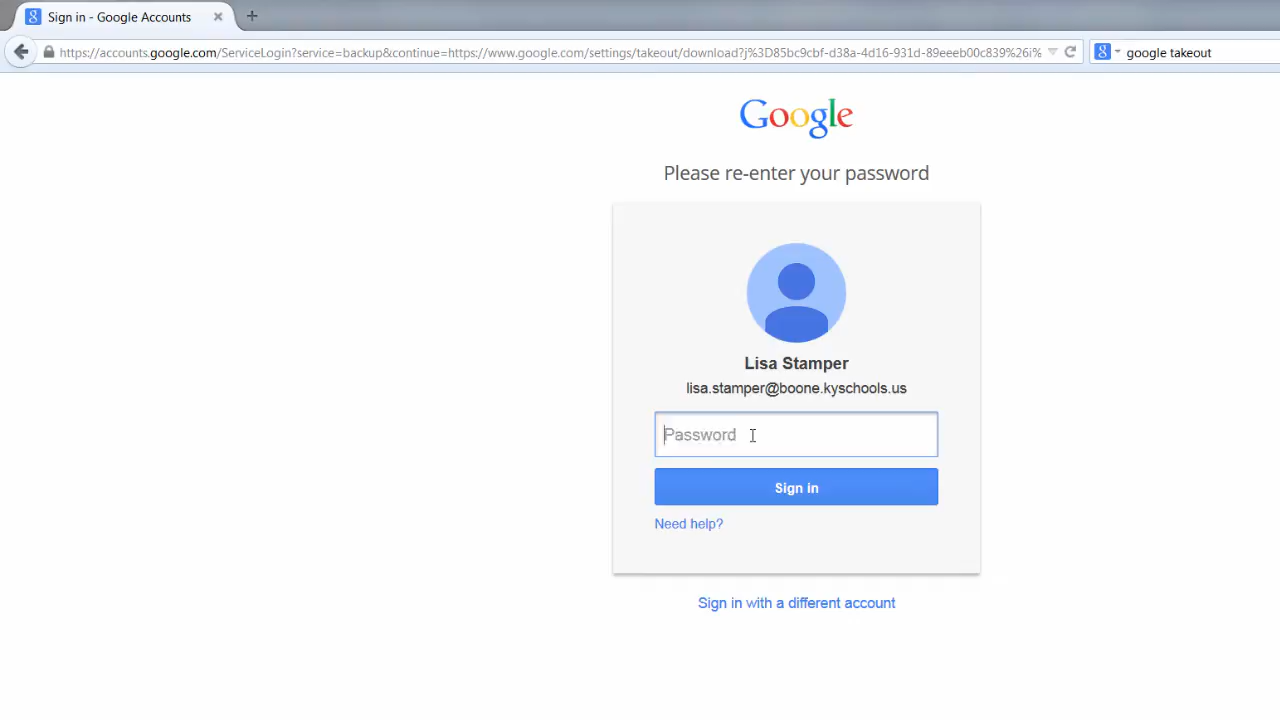 Sign in - Google Accounts
https://accounts.google.com/ServiceLogin?service=backup&continue=https://www.google.com/settings/takeout/download?j%3D85bc9cbf-d38a-4d16-931d-89eeeb00c839%26i%
google takeout
Google
Please re-enter your password
Lisa Stamper
lisa.stamper@boone.kyschools.us
Password
Sign in
Need help?
Sign in with a different account